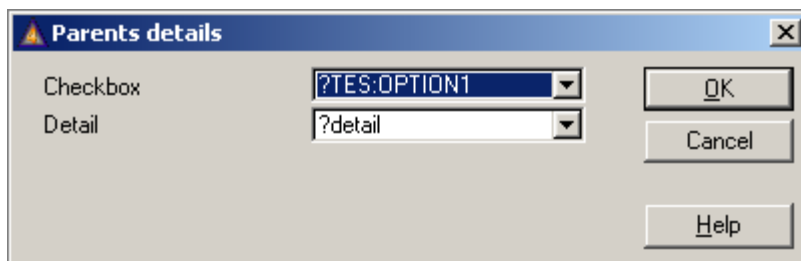 Parents details
Checkbox ?TES:OPTION1 OK
Detail ?detail
Cancel
Help